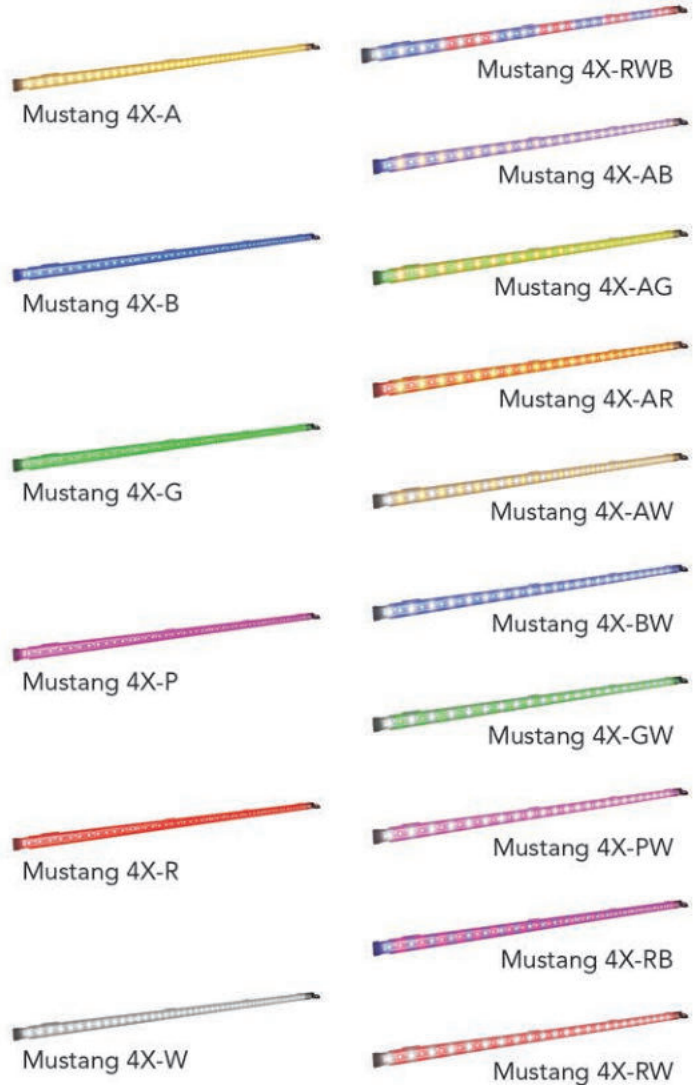 Mustang 4X-A
Mustang 4X-B
Mustang 4X-G
Mustang 4X-P
Mustang 4X-R
Mustang 4X-W
Mustang 4X-RWB
Mustang 4X-AB
Mustang 4X-AG
Mustang 4X-AR
Mustang 4X-AW
Mustang 4X-BW
Mustang 4X-GW
Mustang 4X-PW
Mustang 4X-RB
Mustang 4X-RW